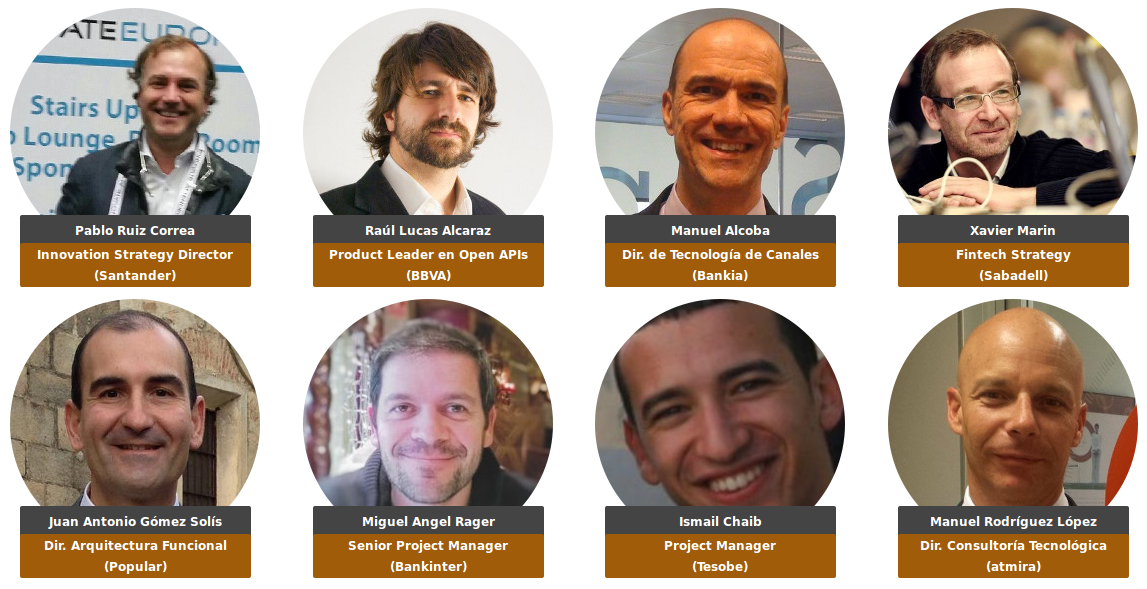 ATE EURO
Stairs Up
Lounge
Room
Spon
Pablo Ruiz Correa
Innovation Strategy Director
(Santander)
Raúl Lucas Alcaraz
Product Leader en Open APIs
(BBVA)
Manuel Alcoba
Dir. de Tecnología de Canales
(Bankia)
Xavier Marin
Fintech Strategy
(Sabadell)
Juan Antonio Gómez Solís
Dir. Arquitectura Funcional
(Popular)
Miguel Angel Rager
Senior Project Manager
(Bankinter)
Ismail Chaib
Project Manager
(Tesobe)
Manuel Rodríguez López
Dir. Consultoría Tecnológica
(atmira)